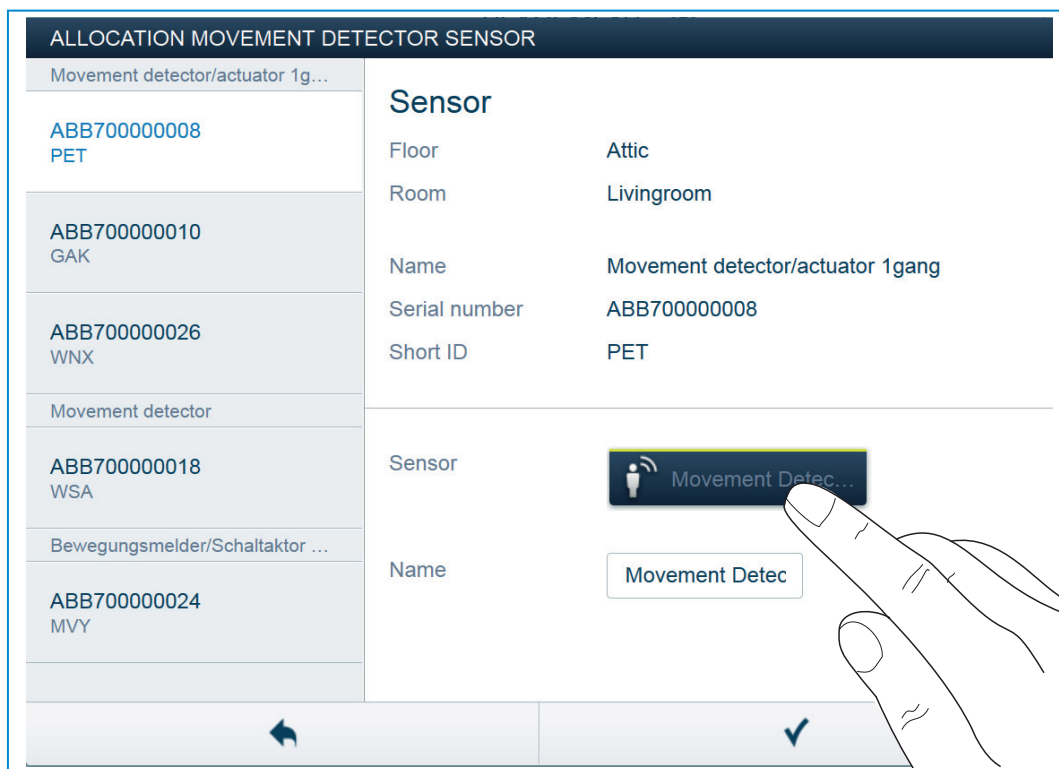 ALLOCATION MOVEMENT DETECTOR SENSOR
Movement detector/actuator 1g...
ABB700000008
PET
ABB700000010
GAK
ABB700000026
WNX
Movement detector
ABB700000018
WSA
Bewegungsmelder/Schaltaktor ...
ABB700000024
MVY
Sensor
Floor Attic
Room Livingroom
Name Movement detector/actuator 1gang
Serial number ABB700000008
Short ID PET
Sensor Movement Detec...
Name Movement Detec